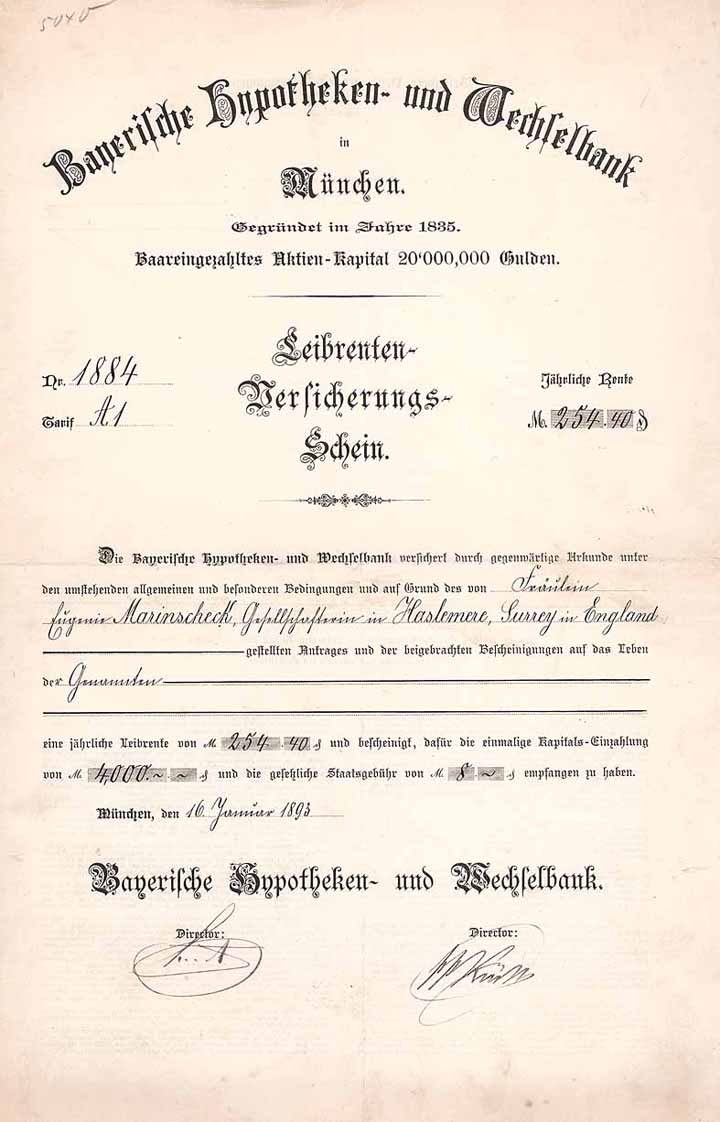 5040
Bayerische Hypotheken- und Wechselbank
in
München.
Gegründet im Jahre 1835.
Baareingezahltes Aktien-Kapital 20'000,000 Gulden.
Leibrenten-
Nr. 1884
Jährliche Rente
Versicherungs-
Tarif A1
M. 254.40 ₰
Schein.
Die Bayerische Hypotheken- und Wechselbank versichert durch gegenwärtige Urkunde unter
den umstehenden allgemeinen und besonderen Bedingungen und auf Grund des von Fräulein
Eugenie Marinscheck, Gesellschafterin in Haslemere, Surrey in England
gestellten Antrages und der beigebrachten Bescheinigungen auf das Leben
der Genannten
eine jährliche Leibrente von M. 254.40 ₰ und bescheinigt, dafür die einmalige Kapitals-Einzahlung
von M. 4,000.~ ~ ₰ und die gesetzliche Staatsgebühr von M. 8 ~ ₰ empfangen zu haben.
München, den 16. Januar 1893
Bayerische Hypotheken- und Wechselbank.
Director:
Director: